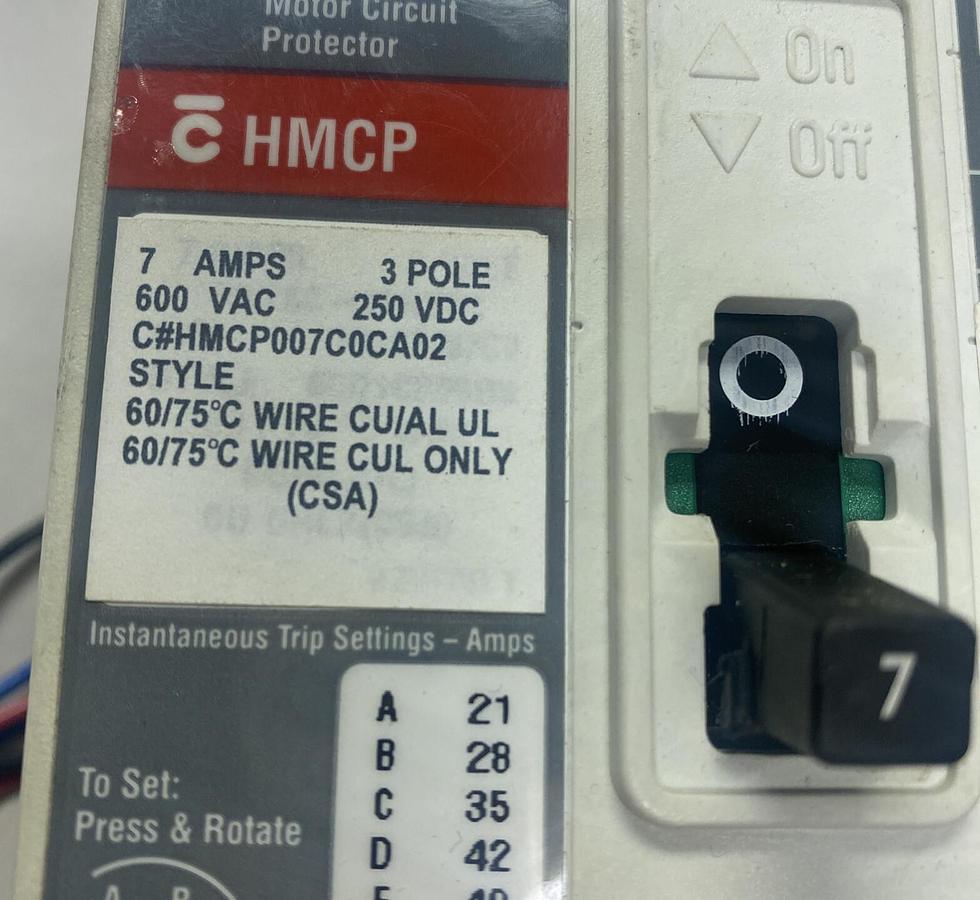 Motor Circuit
Protector
HMCP
7 AMPS 3 POLE
600 VAC 250 VDC
C#HMCP007C0CA02
STYLE
60/75°C WIRE CU/AL UL
60/75°C WIRE CUL ONLY
(CSA)
Instantaneous Trip Settings – Amps
A 21
B 28
C 35
D 42
To Set:
Press & Rotate
A B
On
Off
7